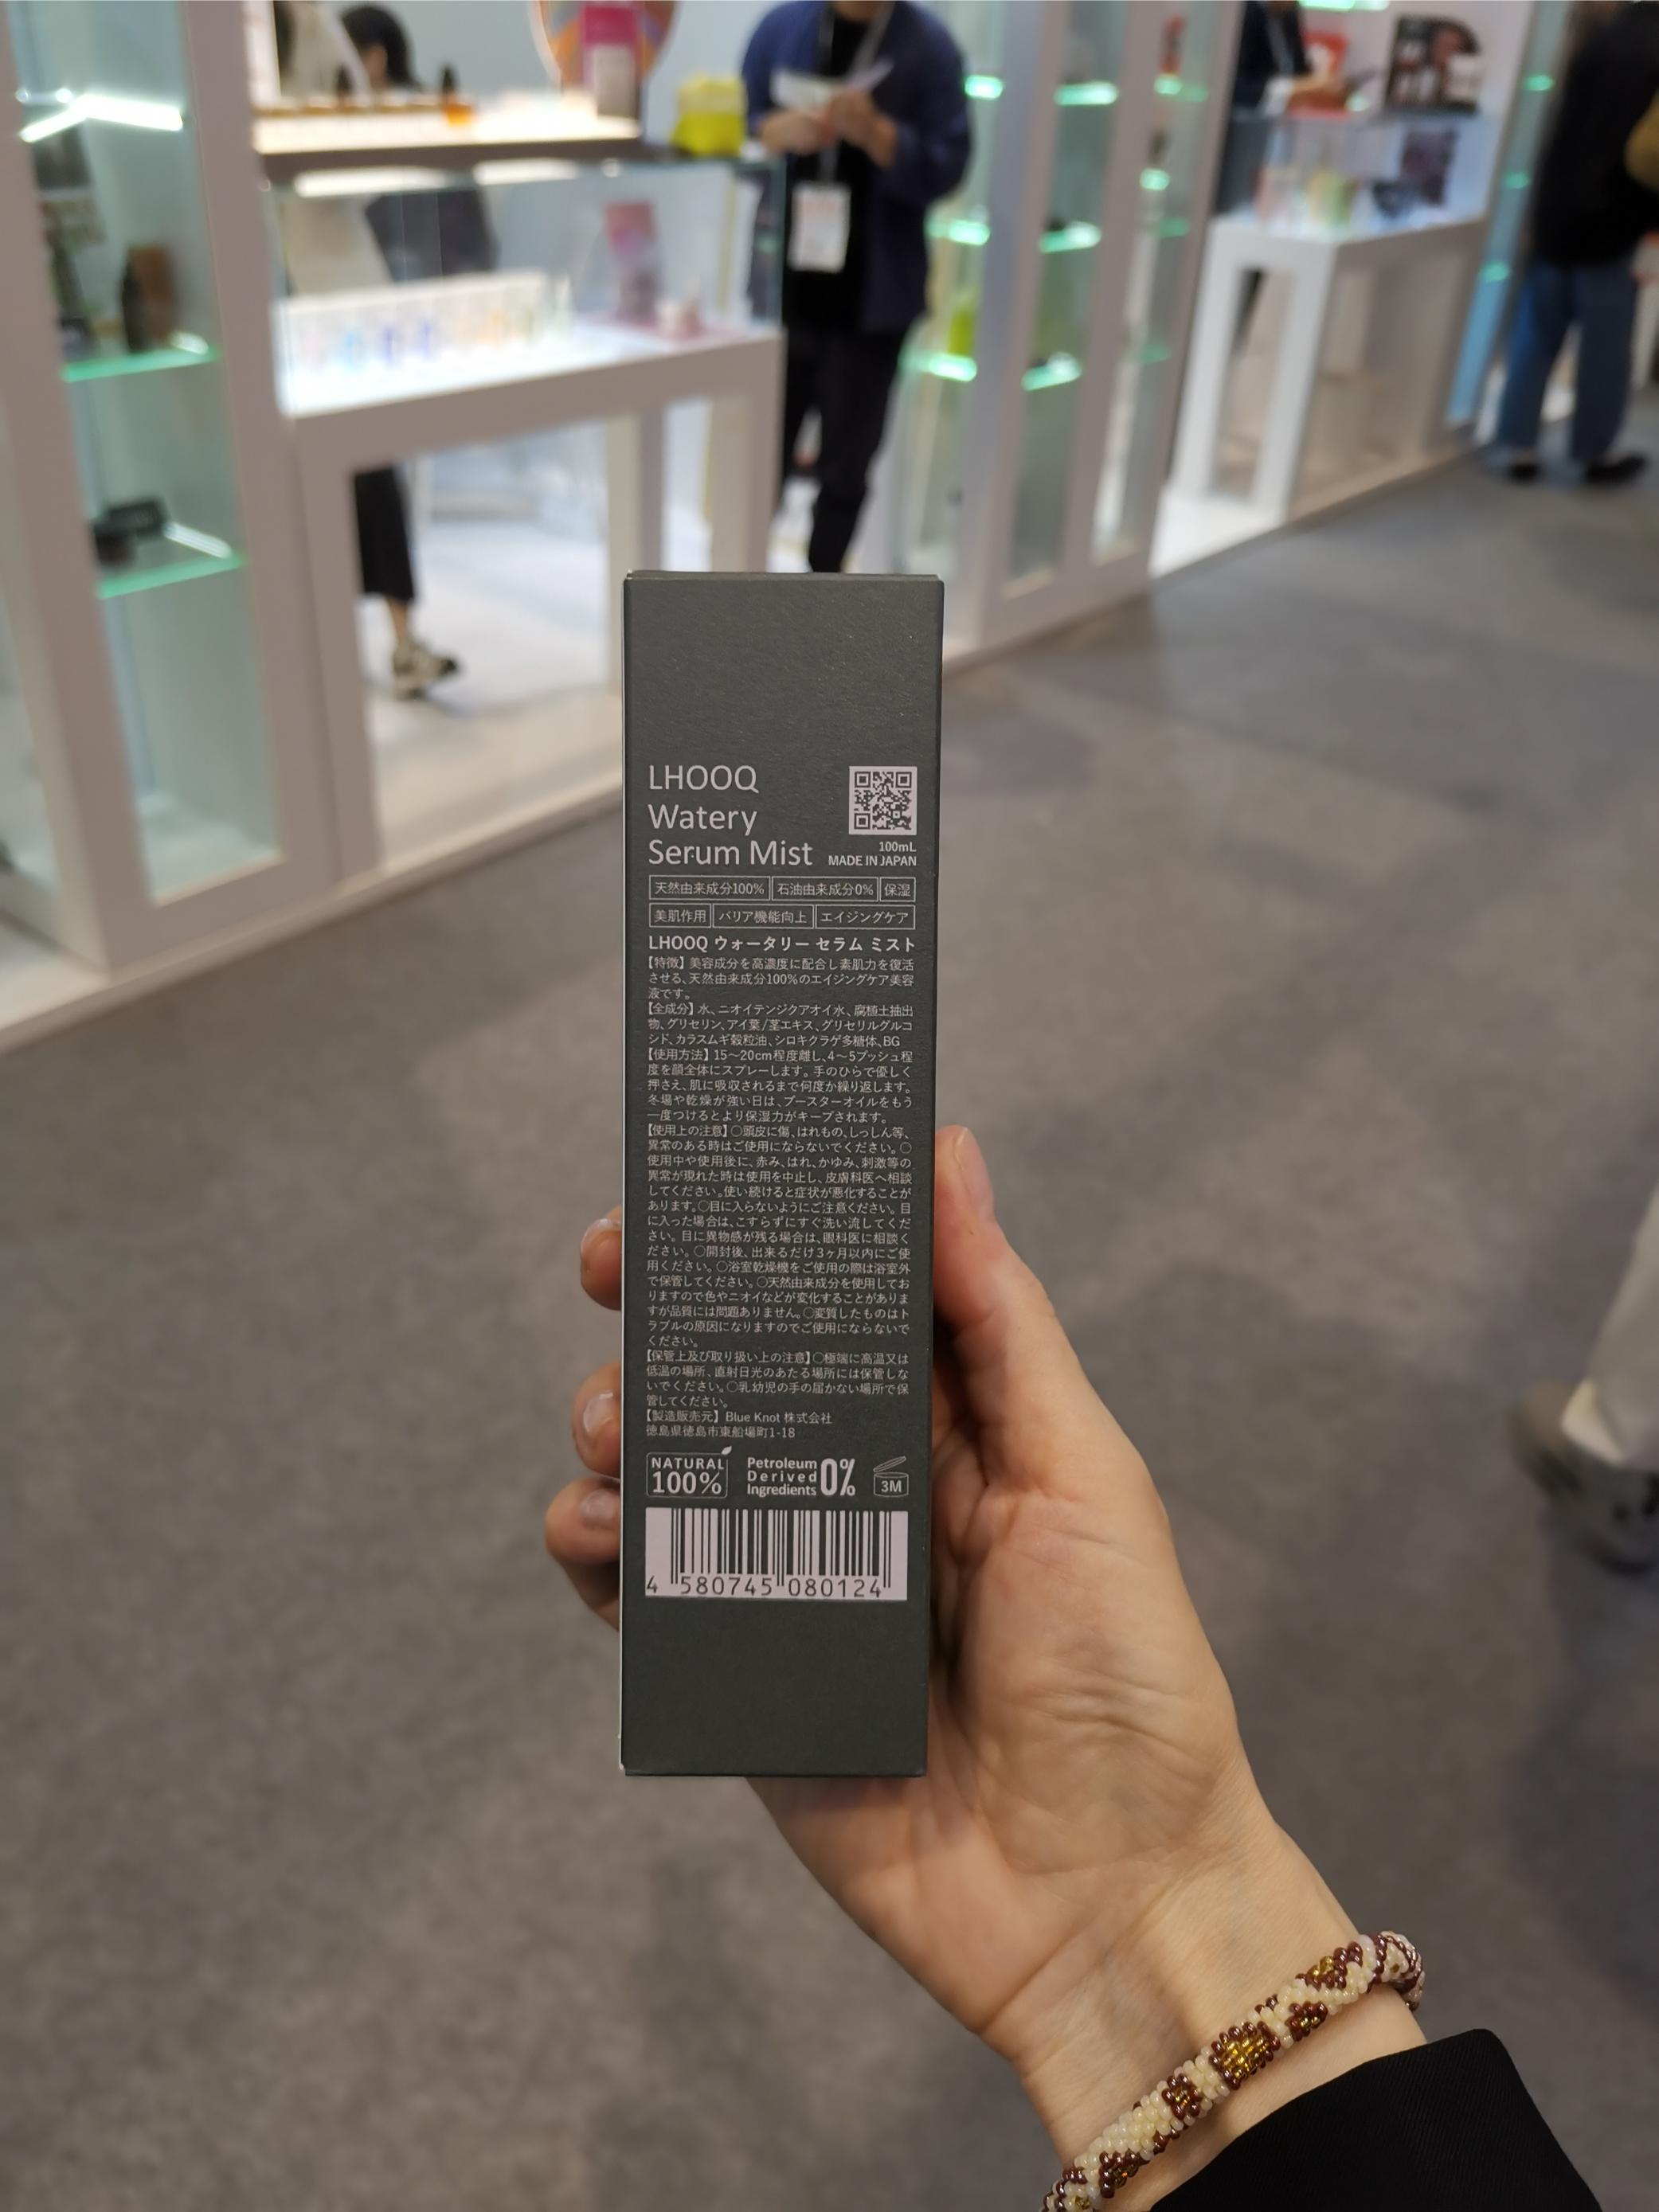 LHOOQ
Watery
Serum Mist
100mL
MADE IN JAPAN
天然由来成分100% 石油由来成分0% 保湿
美肌作用 バリア機能向上 エイジングケア
LHOOQ ウォータリー セラム ミスト
【特徴】美容成分を高濃度に配合し素肌力を復活
させる、天然由来成分100%のエイジングケア美容
液です。
【全成分】水、ニオイテンジクアオイ水、腐植土抽出
物、グリセリン、アイ葉/茎エキス、グリセリルグルコ
シド、カラスムギ穀粒油、シロキクラゲ多糖体、BG
【使用方法】15〜20cm程度離し、4〜5プッシュ程
度を顔全体にスプレーします。手のひらで優しく
押さえ、肌に吸収されるまで何度か繰り返します。
冬場や乾燥が強い日は、ブースターオイルをもう
一度つけるとより保湿力がキープされます。
【使用上の注意】○頭皮に傷、はれもの、しっしん等、
異常のある時はご使用にならないでください。○
使用中や使用後に、赤み、はれ、かゆみ、刺激等の
異常が現れた時は使用を中止し、皮膚科医へ相談
してください。使い続けると症状が悪化することが
あります。○目に入らないようにご注意ください。目
に入った場合は、こすらずにすぐ洗い流してくだ
さい。目に異物感が残る場合は、眼科医に相談く
ださい。○開封後、出来るだけ3ヶ月以内にご使
用ください。○浴室乾燥機をご使用の際は浴室外
で保管してください。○天然由来成分を使用してお
りますので色やニオイなどが変化することがありま
すが品質には問題ありません。○変質したものはト
ラブルの原因になりますのでご使用にならないで
ください。
【保管上及び取り扱い上の注意】○極端に高温又は
低温の場所、直射日光のあたる場所には保管しな
いでください。○乳幼児の手の届かない場所で保
管してください。
【製造販売元】Blue Knot 株式会社
徳島県徳島市東船場町1-18
NATURAL
100%
Petroleum
Derived
Ingredients
0%
3M
4 580745 080124